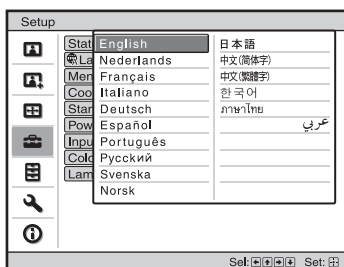 Setup
Stat
La
Men
Coo
Star
Pow
Inpu
Colo
Lam
English
Nederlands
Français
Italiano
Deutsch
Español
Português
Русский
Svenska
Norsk
日本語
中文(简体字)
中文(繁體字)
한국어
ภาษาไทย
عربي
Sel: Set: